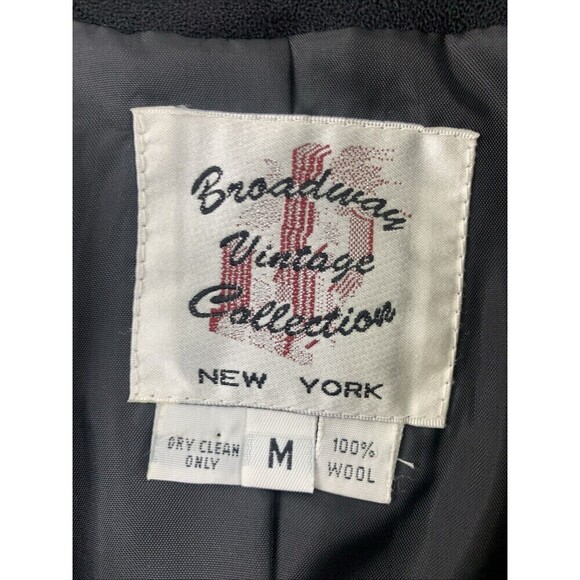 Broadway
Vintage
Collection
NEW YORK
DRY CLEAN
ONLY
M
100%
WOOL